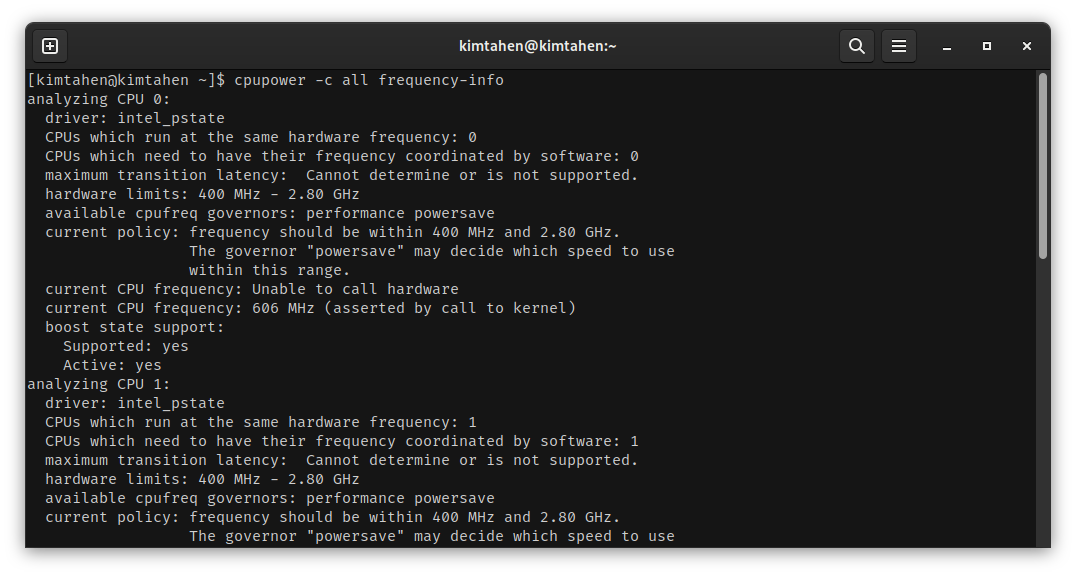 kimtahen@kimtahen:~
[kimtahen@kimtahen ~]$ cpupower -c all frequency-info
analyzing CPU 0:
  driver: intel_pstate
  CPUs which run at the same hardware frequency: 0
  CPUs which need to have their frequency coordinated by software: 0
  maximum transition latency:  Cannot determine or is not supported.
  hardware limits: 400 MHz - 2.80 GHz
  available cpufreq governors: performance powersave
  current policy: frequency should be within 400 MHz and 2.80 GHz.
                  The governor "powersave" may decide which speed to use
                  within this range.
  current CPU frequency: Unable to call hardware
  current CPU frequency: 606 MHz (asserted by call to kernel)
  boost state support:
    Supported: yes
    Active: yes
analyzing CPU 1:
  driver: intel_pstate
  CPUs which run at the same hardware frequency: 1
  CPUs which need to have their frequency coordinated by software: 1
  maximum transition latency:  Cannot determine or is not supported.
  hardware limits: 400 MHz - 2.80 GHz
  available cpufreq governors: performance powersave
  current policy: frequency should be within 400 MHz and 2.80 GHz.
                  The governor "powersave" may decide which speed to use